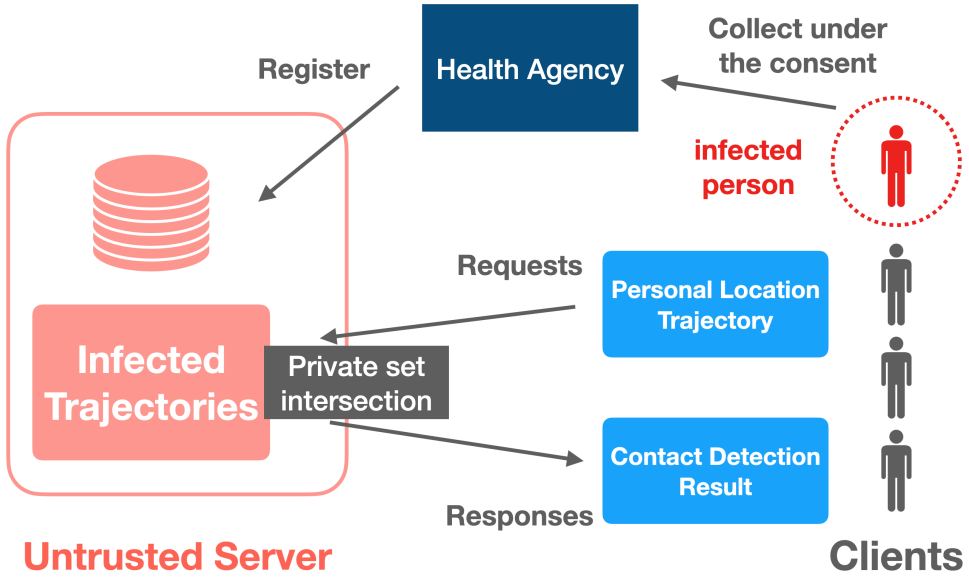 Register
Health Agency
Collect under
the consent
infected
person
Requests
Personal Location
Trajectory
Infected
Trajectories
Private set
intersection
Contact Detection
Result
Responses
Untrusted Server
Clients